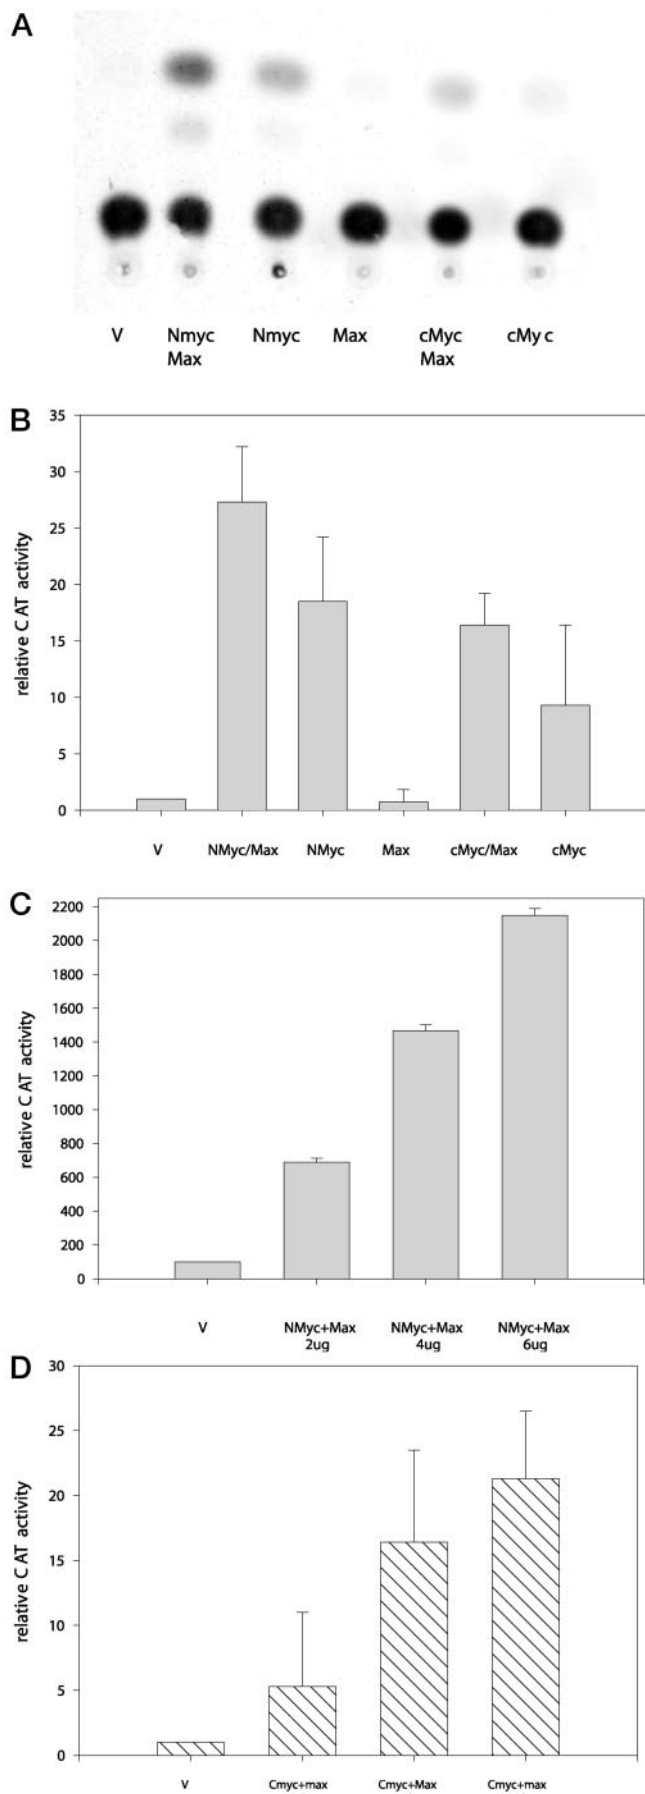 A
V Nmyc Nmyc Max cMyc cMy c
Max Max
B
35
30
25
20
15
10
5
0
relative C AT activity
V NMyc/Max NMyc Max cMyc/Max cMyc
C
2200
2000
1800
1600
1400
1200
1000
800
600
400
200
0
relative C AT activity
V NMyc+Max NMyc+Max NMyc+Max
2ug 4ug 6ug
D
30
25
20
15
10
5
0
relative C AT activity
V Cmyc+max Cmyc+Max Cmyc+max